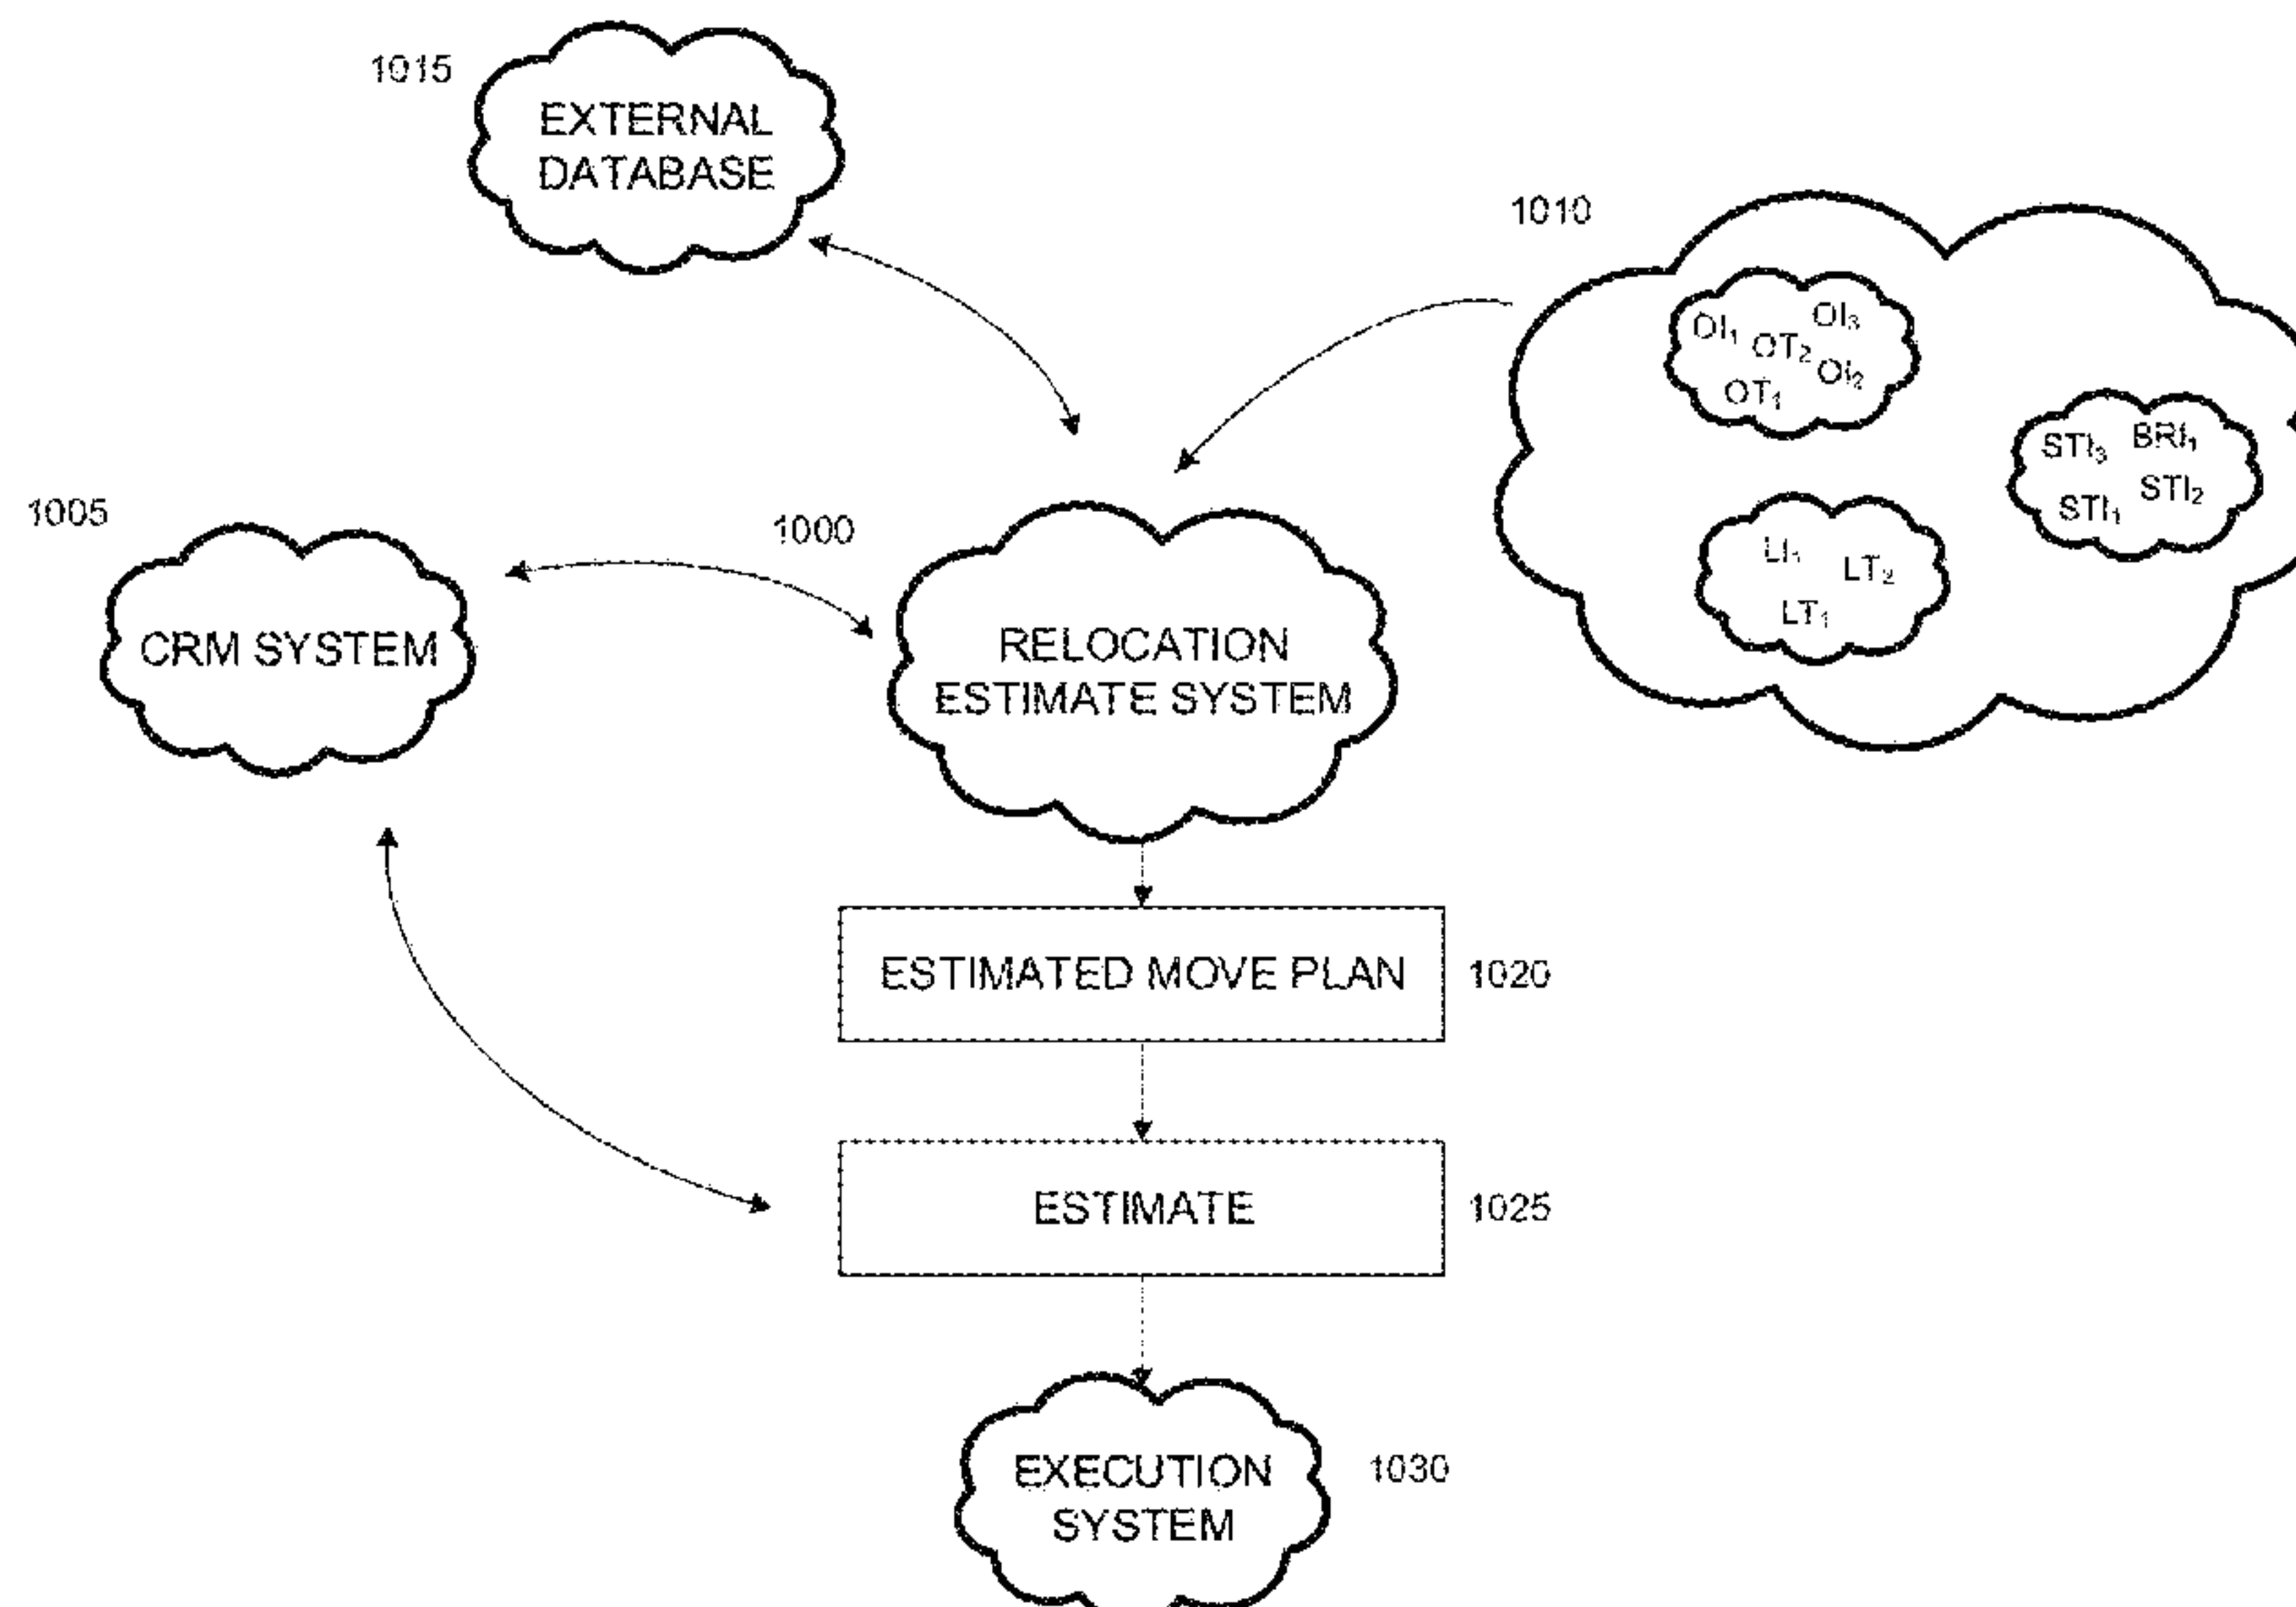 1015
EXTERNAL
DATABASE
1010
OI₁
OI₃
OT₂
OI₂
OT₁
STI₃
BRI₁
STI₂
STI₁
LI₁
LT₂
LT₁
1005
CRM SYSTEM
1000
RELOCATION
ESTIMATE SYSTEM
ESTIMATED MOVE PLAN
1020
ESTIMATE
1025
EXECUTION
SYSTEM
1030